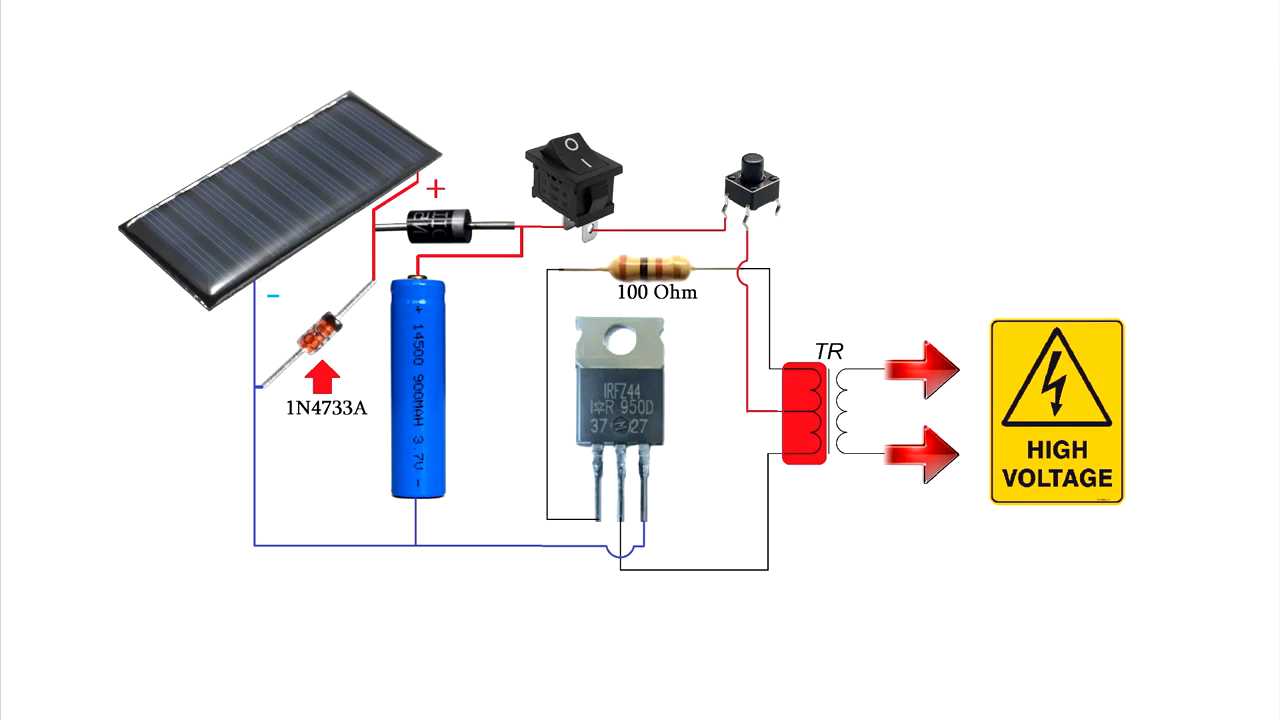 +
-
1N4733A
+ 14500 900MAH 3.7V -
100 Ohm
IRFZ44
IR 950D
37 27
TR
HIGH
VOLTAGE